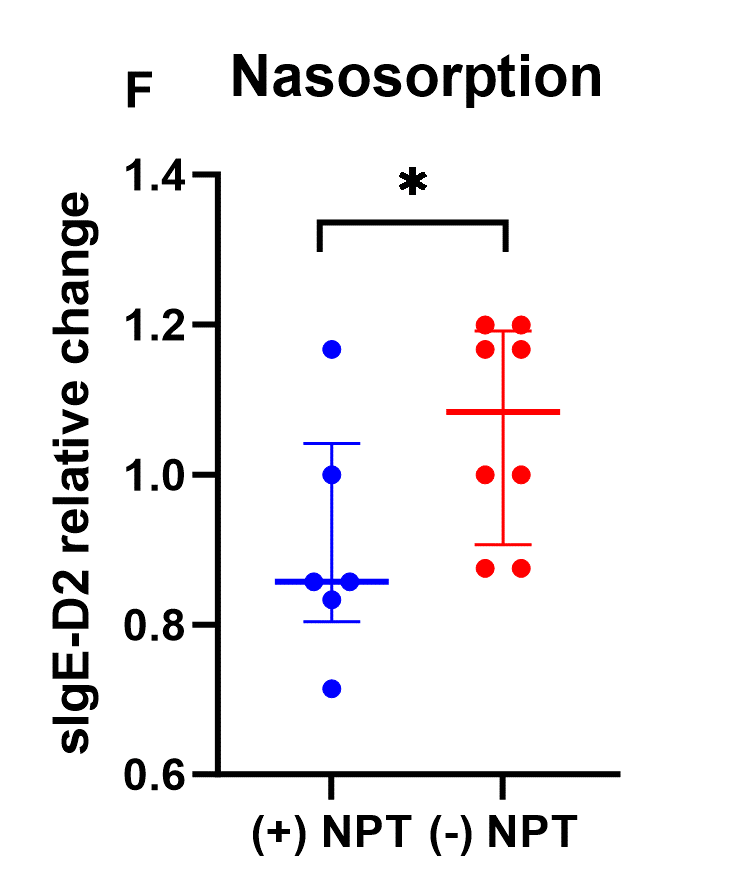 F Nasosorption
*
1.4
1.2
1.0
0.8
0.6
sIgE-D2 relative change
(+) NPT (-) NPT